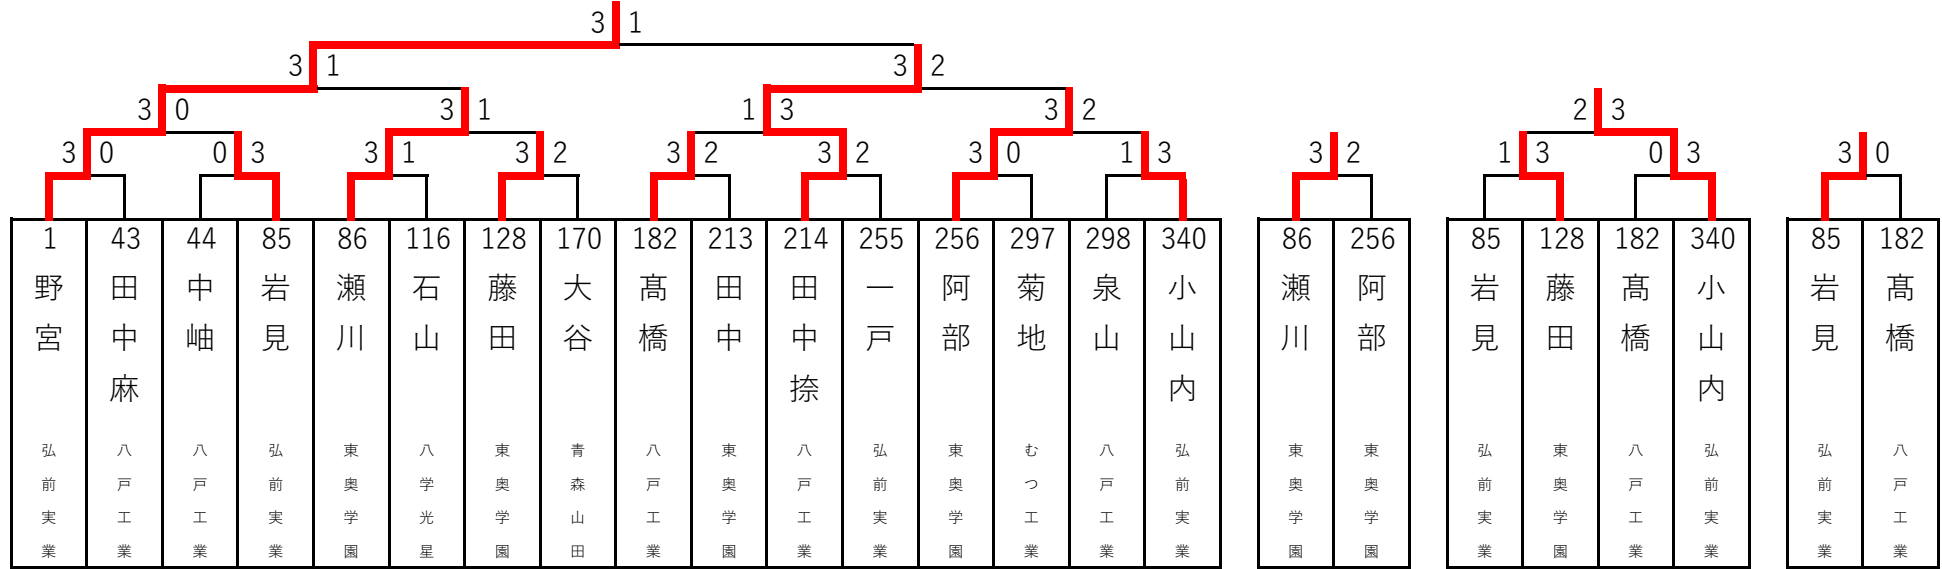 3 1
3 1 3 2
3 0 3 1 1 3 3 2 2 3
3 0 0 3 3 1 3 2 3 2 3 2 3 0 1 3 3 2 1 3 0 3 3 0
1 43 44 85 86 116 128 170 182 213 214 255 256 297 298 340 86 256 85 128 182 340 85 182
野宮
田中麻
中岫
岩見
瀬川
石山
藤田
大谷
髙橋
田中
田中捺
一戸
阿部
菊地
泉山
小山内
瀬川
阿部
岩見
藤田
髙橋
小山内
岩見
髙橋
弘前実業
八戸工業
八戸工業
弘前実業
東奥学園
八学光星
東奥学園
青森山田
八戸工業
東奥学園
八戸工業
弘前実業
東奥学園
むつ工業
八戸工業
弘前実業
東奥学園
東奥学園
弘前実業
東奥学園
八戸工業
弘前実業
弘前実業
八戸工業